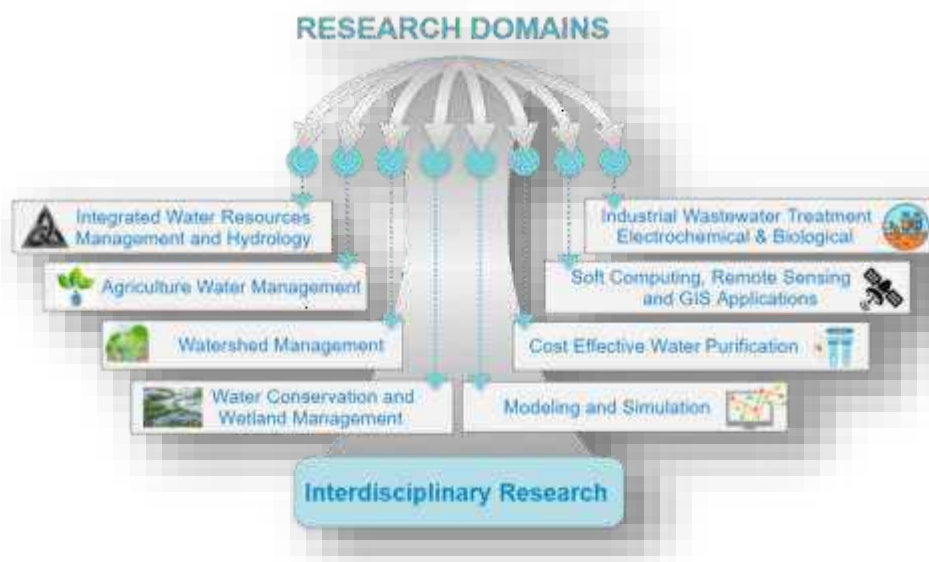 RESEARCH DOMAINS
Integrated Water Resources
Management and Hydrology
Agriculture Water Management
Watershed Management
Water Conservation and
Wetland Management
Industrial Wastewater Treatment
Electrochemical & Biological
Soft Computing, Remote Sensing
and GIS Applications
Cost Effective Water Purification
Modeling and Simulation
Interdisciplinary Research